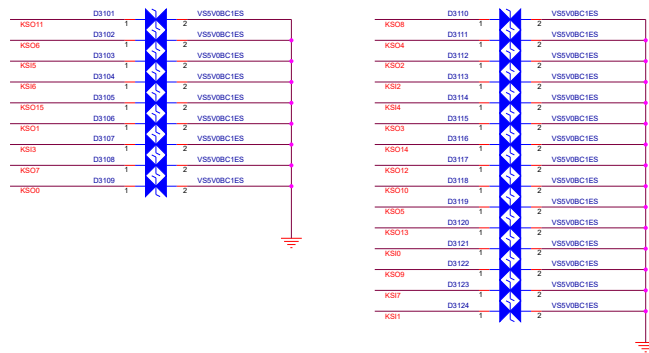 D3101 VS5V0BC1ES
KSO11 1 2
D3102 VS5V0BC1ES
KSO6 1 2
D3103 VS5V0BC1ES
KSI5 1 2
D3104 VS5V0BC1ES
KSI6 1 2
D3105 VS5V0BC1ES
KSO15 1 2
D3106 VS5V0BC1ES
KSO1 1 2
D3107 VS5V0BC1ES
KSI3 1 2
D3108 VS5V0BC1ES
KSO7 1 2
D3109 VS5V0BC1ES
KSO0 1 2
D3110 VS5V0BC1ES
KSO8 1 2
D3111 VS5V0BC1ES
KSO4 1 2
D3112 VS5V0BC1ES
KSO2 1 2
D3113 VS5V0BC1ES
KSI2 1 2
D3114 VS5V0BC1ES
KSI4 1 2
D3115 VS5V0BC1ES
KSO3 1 2
D3116 VS5V0BC1ES
KSO14 1 2
D3117 VS5V0BC1ES
KSO12 1 2
D3118 VS5V0BC1ES
KSO10 1 2
D3119 VS5V0BC1ES
KSO5 1 2
D3120 VS5V0BC1ES
KSO13 1 2
D3121 VS5V0BC1ES
KSI0 1 2
D3122 VS5V0BC1ES
KSO9 1 2
D3123 VS5V0BC1ES
KSI7 1 2
D3124 VS5V0BC1ES
KSI1 1 2